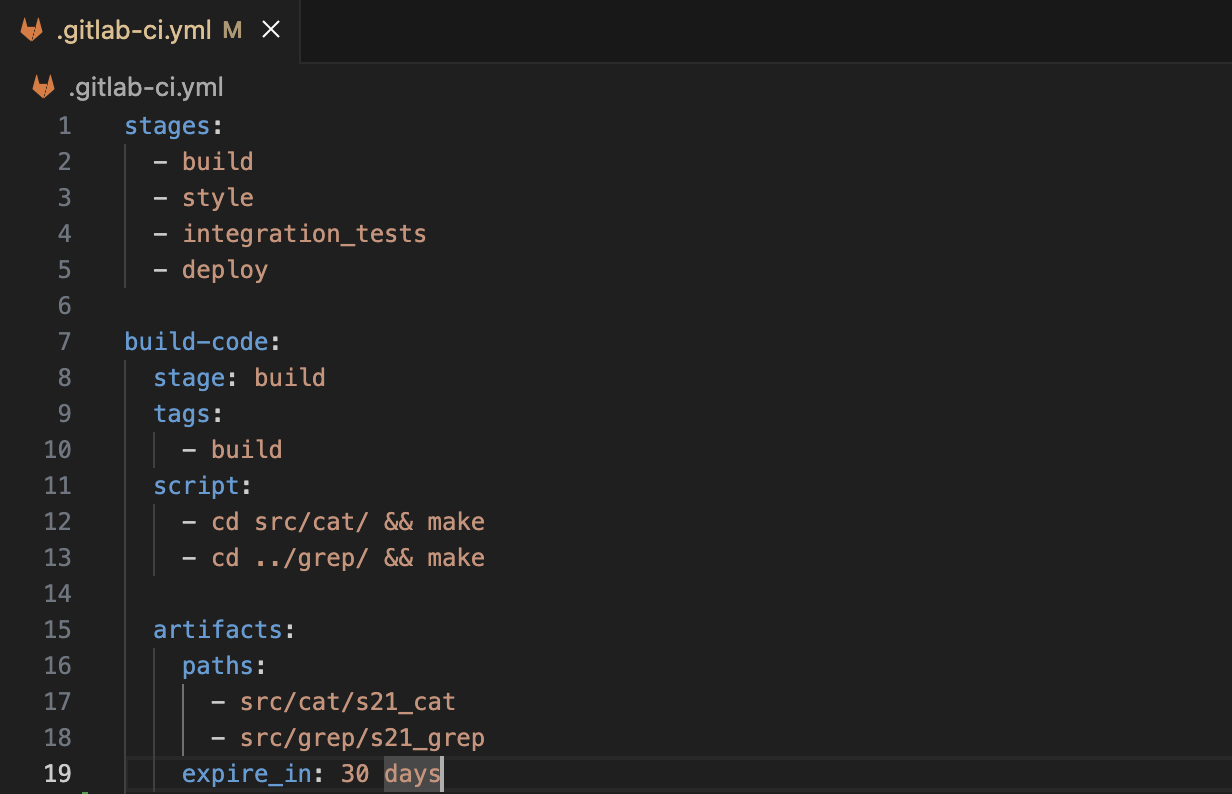 .gitlab-ci.yml M
.gitlab-ci.yml
1 stages:
2   - build
3   - style
4   - integration_tests
5   - deploy
6
7 build-code:
8   stage: build
9   tags:
10     - build
11   script:
12     - cd src/cat/ && make
13     - cd ../grep/ && make
14
15   artifacts:
16     paths:
17       - src/cat/s21_cat
18       - src/grep/s21_grep
19     expire_in: 30 days